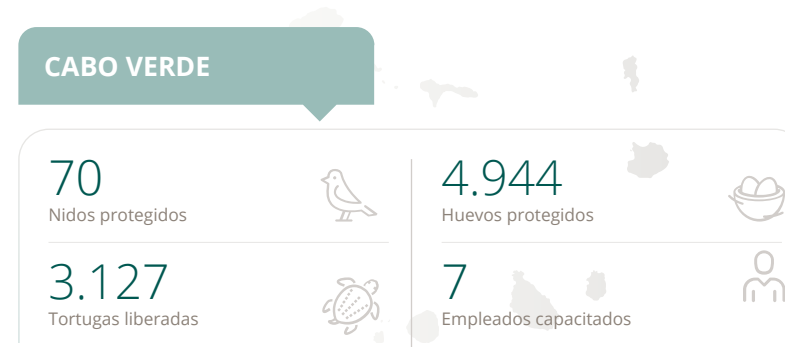 CABO VERDE
70
Nidos protegidos
4.944
Huevos protegidos
3.127
Tortugas liberadas
7
Empleados capacitados